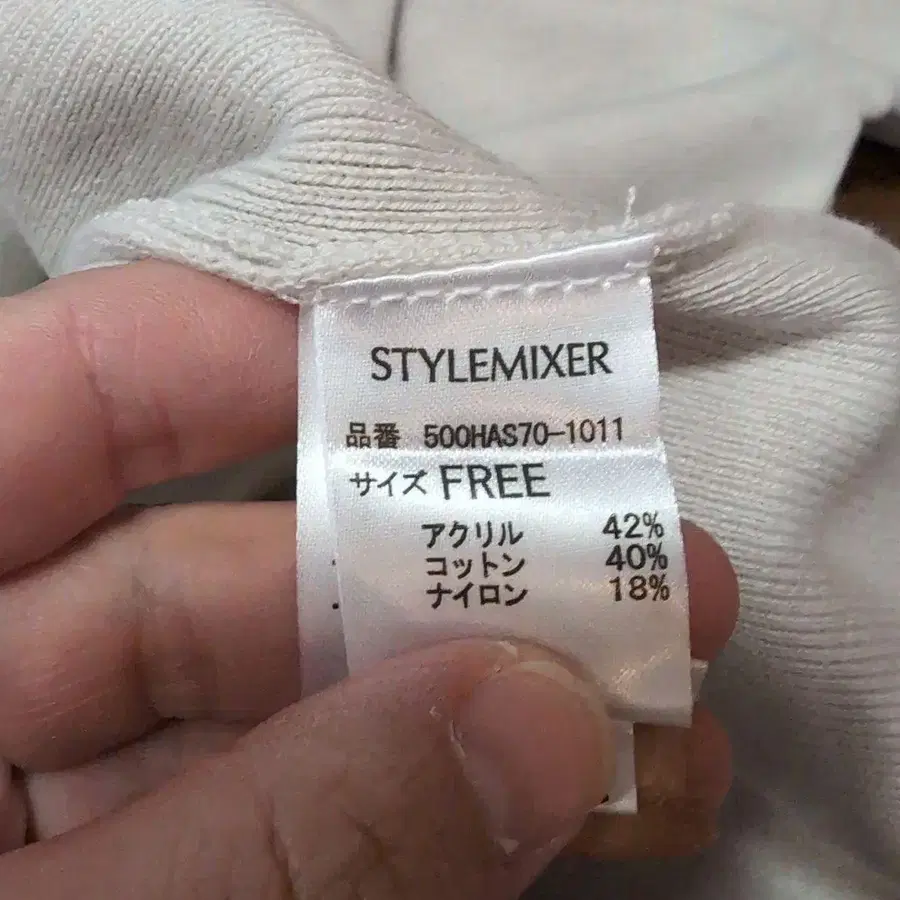 STYLEMIXER
品番 500HAS70-1011
サイズ FREE
アクリル 42%
コットン 40%
ナイロン 18%